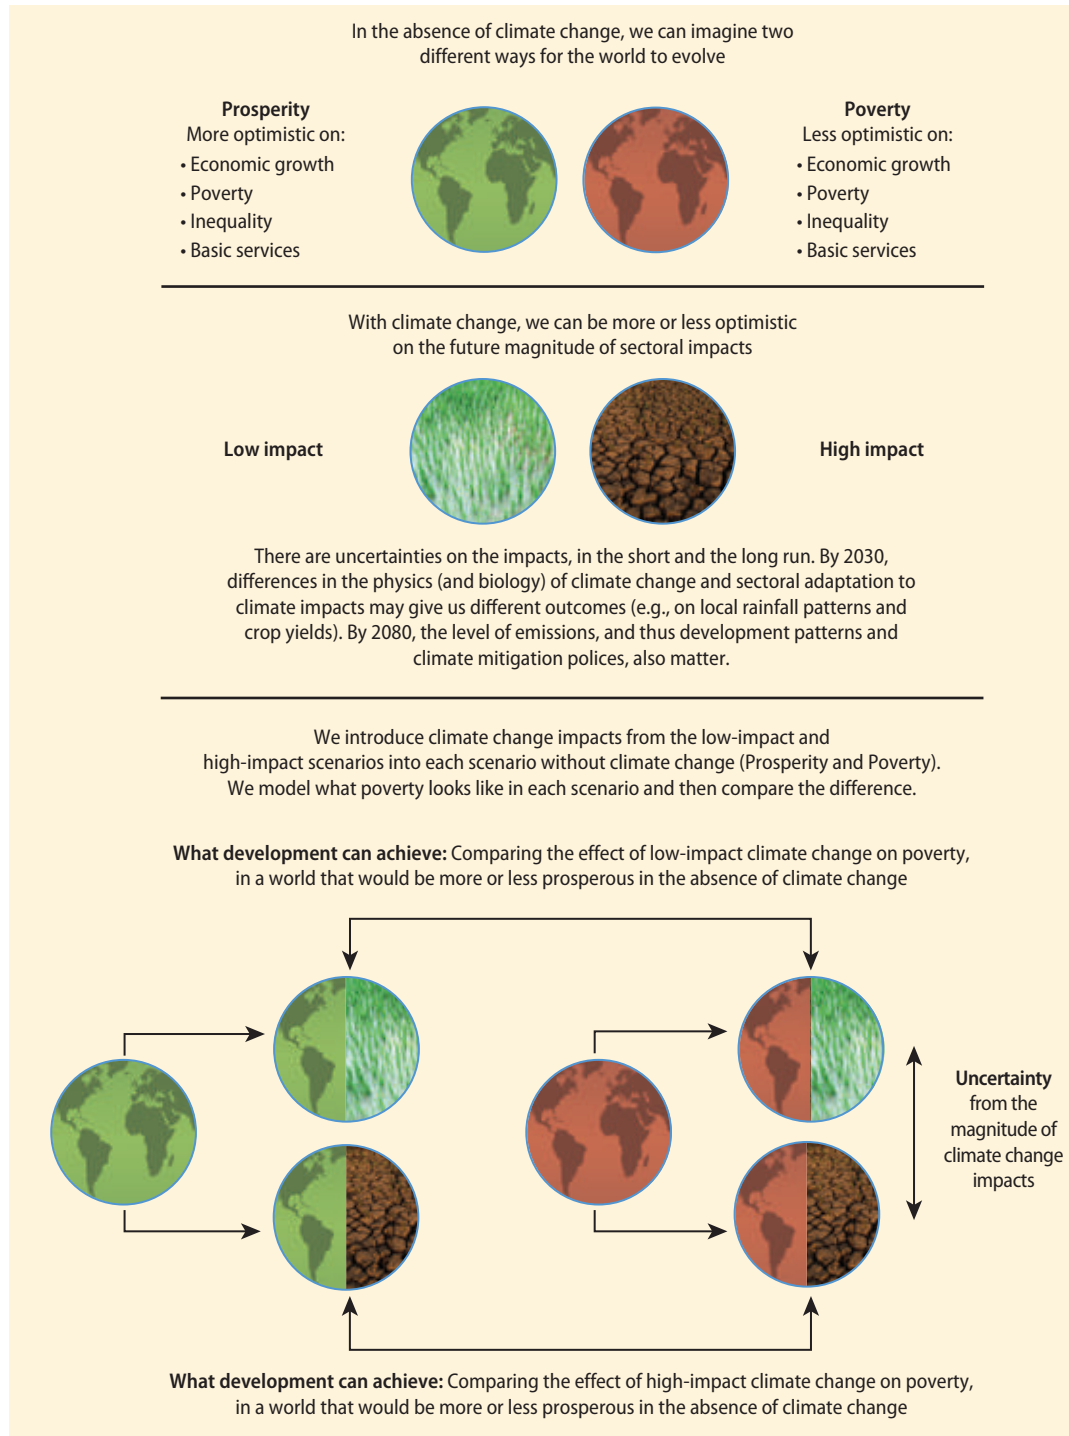 In the absence of climate change, we can imagine two
different ways for the world to evolve
Prosperity
More optimistic on:
• Economic growth
• Poverty
• Inequality
• Basic services
Poverty
Less optimistic on:
• Economic growth
• Poverty
• Inequality
• Basic services
With climate change, we can be more or less optimistic
on the future magnitude of sectoral impacts
Low impact
High impact
There are uncertainties on the impacts, in the short and the long run. By 2030,
differences in the physics (and biology) of climate change and sectoral adaptation to
climate impacts may give us different outcomes (e.g., on local rainfall patterns and
crop yields). By 2080, the level of emissions, and thus development patterns and
climate mitigation polices, also matter.
We introduce climate change impacts from the low-impact and
high-impact scenarios into each scenario without climate change (Prosperity and Poverty).
We model what poverty looks like in each scenario and then compare the difference.
What development can achieve: Comparing the effect of low-impact climate change on poverty,
in a world that would be more or less prosperous in the absence of climate change
Uncertainty
from the
magnitude of
climate change
impacts
What development can achieve: Comparing the effect of high-impact climate change on poverty,
in a world that would be more or less prosperous in the absence of climate change